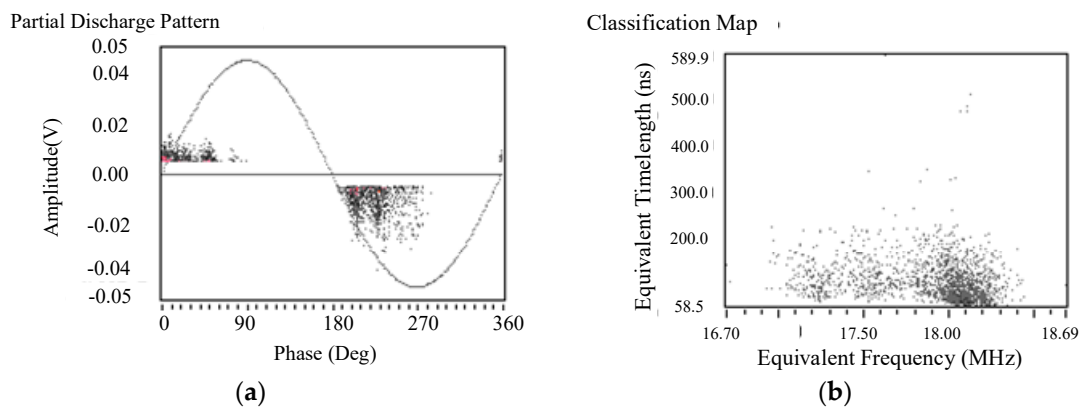 Partial Discharge Pattern
0.05
0.04
0.02
0.00
-0.02
-0.04
-0.05
Amplitude(V)
0 90 180 270 360
Phase (Deg)
(a)
Classification Map
589.9
500.0
400.0
300.0
200.0
58.5
Equivalent Timelength (ns)
16.70 17.50 18.00 18.69
Equivalent Frequency (MHz)
(b)